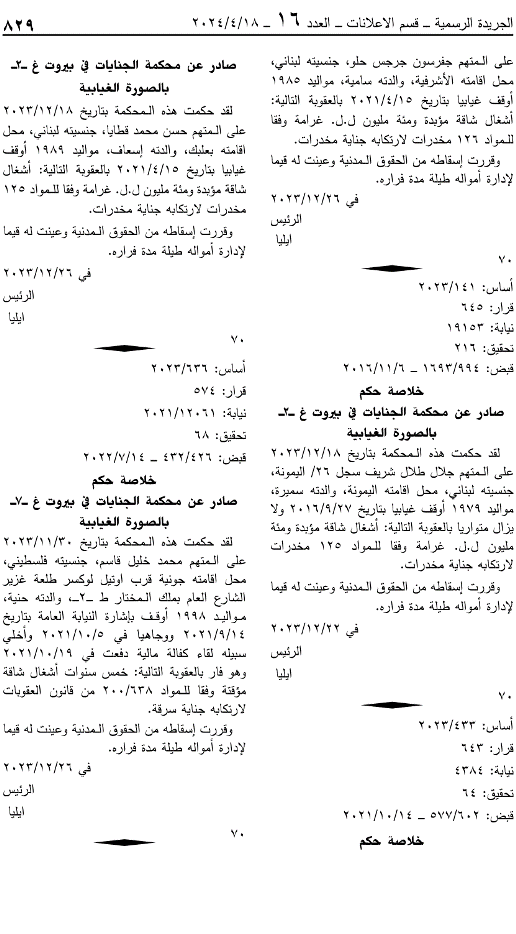 الجريدة الرسمية ــ قسم الاعلانات ــ العدد ١٦ ــ ٢٠٢٤/٤/١٨
٨٢٩
على المتهم جفرسون جرجس حلو، جنسيته لبناني،
محل اقامته الأشرفية، والدته سامية، مواليد ١٩٨٥
أوقف غيابيا بتاريخ ٢٠٢١/٤/١٥ بالعقوبة التالية:
أشغال شاقة مؤبدة ومئة مليون ل.ل. غرامة وفقا
للمواد ١٢٦ مخدرات لارتكابه جناية مخدرات.
وقررت إسقاطه من الحقوق المدنية وعينت له قيما
لإدارة أمواله طيلة مدة فراره.
في ٢٠٢٣/١٢/٢٦
الرئيس
ايليا
٧٠
أساس: ٢٠٢٣/١٤١
قرار: ٦٤٥
نيابة: ١٩١٥٣
تحقيق: ٢١٦
قبض: ١٦٩٣/٩٩٤ ــ ٢٠١٦/١١/٦
خلاصة حكم
صادر عن محكمة الجنايات في بيروت غ ــ٢ــ
بالصورة الغيابية
لقد حكمت هذه المحكمة بتاريخ ٢٠٢٣/١٢/١٨
على المتهم جلال طلال شريف سجل ٢٦/ اليمونة،
جنسيته لبناني، محل اقامته اليمونة، والدته سميرة،
مواليد ١٩٧٩ أوقف غيابيا بتاريخ ٢٠١٦/٩/٢٧ ولا
يزال متواريا بالعقوبة التالية: أشغال شاقة مؤبدة ومئة
مليون ل.ل. غرامة وفقا للمواد ١٢٥ مخدرات
لارتكابه جناية مخدرات.
وقررت إسقاطه من الحقوق المدنية وعينت له قيما
لإدارة أمواله طيلة مدة فراره.
في ٢٠٢٣/١٢/٢٢
الرئيس
ايليا
٧٠
أساس: ٢٠٢٣/٤٣٣
قرار: ٦٤٣
نيابة: ٤٣٨٤
تحقيق: ٦٤
قبض: ٥٧٧/٦٠٢ ــ ٢٠٢١/١٠/١٤
خلاصة حكم
صادر عن محكمة الجنايات في بيروت غ ــ٢ــ
بالصورة الغيابية
لقد حكمت هذه المحكمة بتاريخ ٢٠٢٣/١٢/١٨
على المتهم حسن محمد قطايا، جنسيته لبناني، محل
اقامته بعلبك، والدته إسعاف، مواليد ١٩٨٩ أوقف
غيابيا بتاريخ ٢٠٢١/٤/١٥ بالعقوبة التالية: أشغال
شاقة مؤبدة ومئة مليون ل.ل. غرامة وفقا للمواد ١٢٥
مخدرات لارتكابه جناية مخدرات.
وقررت إسقاطه من الحقوق المدنية وعينت له قيما
لإدارة أمواله طيلة مدة فراره.
في ٢٠٢٣/١٢/٢٦
الرئيس
ايليا
٧٠
أساس: ٢٠٢٣/٦٣٦
قرار: ٥٧٤
نيابة: ٢٠٢١/١٢٠٦١
تحقيق: ٦٨
قبض: ٤٣٢/٤٢٦ ــ ٢٠٢٢/٧/١٤
خلاصة حكم
صادر عن محكمة الجنايات في بيروت غ ــ٧ــ
بالصورة الغيابية
لقد حكمت هذه المحكمة بتاريخ ٢٠٢٣/١١/٣٠
على المتهم محمد خليل قاسم، جنسيته فلسطيني،
محل اقامته جونية قرب اوتيل لوكسر طلعة غزير
الشارع العام بملك المختار ط ــ٢ــ، والدته حنية،
مواليد ١٩٩٨ أوقف بإشارة النيابة العامة بتاريخ
٢٠٢١/٩/١٤ ووجاهيا في ٢٠٢١/١٠/٥ وأخلي
سبيله لقاء كفالة مالية دفعت في ٢٠٢١/١٠/١٩
وهو فار بالعقوبة التالية: خمس سنوات أشغال شاقة
مؤقتة وفقا للمواد ٢٠٠/٦٣٨ من قانون العقوبات
لارتكابه جناية سرقة.
وقررت إسقاطه من الحقوق المدنية وعينت له قيما
لإدارة أمواله طيلة مدة فراره.
في ٢٠٢٣/١٢/٢٦
الرئيس
ايليا
٧٠